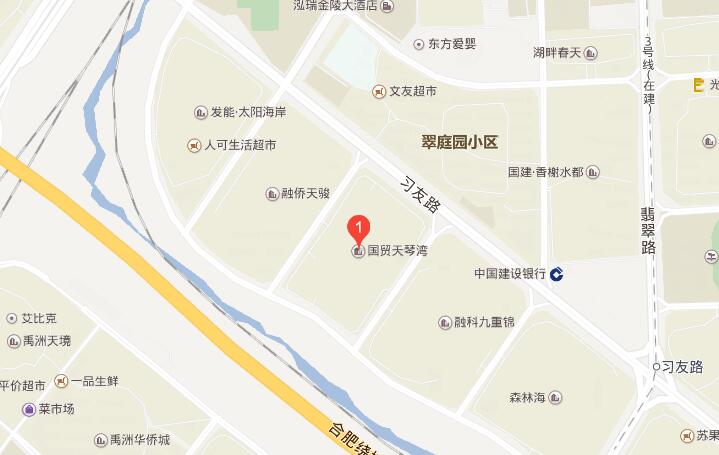 泓瑞金陵大酒店
东方爱婴
湖畔春天
3号线(在建)
光
文友超市
发能·太阳海岸
翠庭园小区
人可生活超市
国建·香榭水都
融侨天骏
习友路
翡翠路
1
国贸天琴湾
中国建设银行
艾比克
融科九重锦
禹洲天境
习友路
平价超市
一品生鲜
森林海
菜市场
合肥绕
禹洲华侨城
苏果